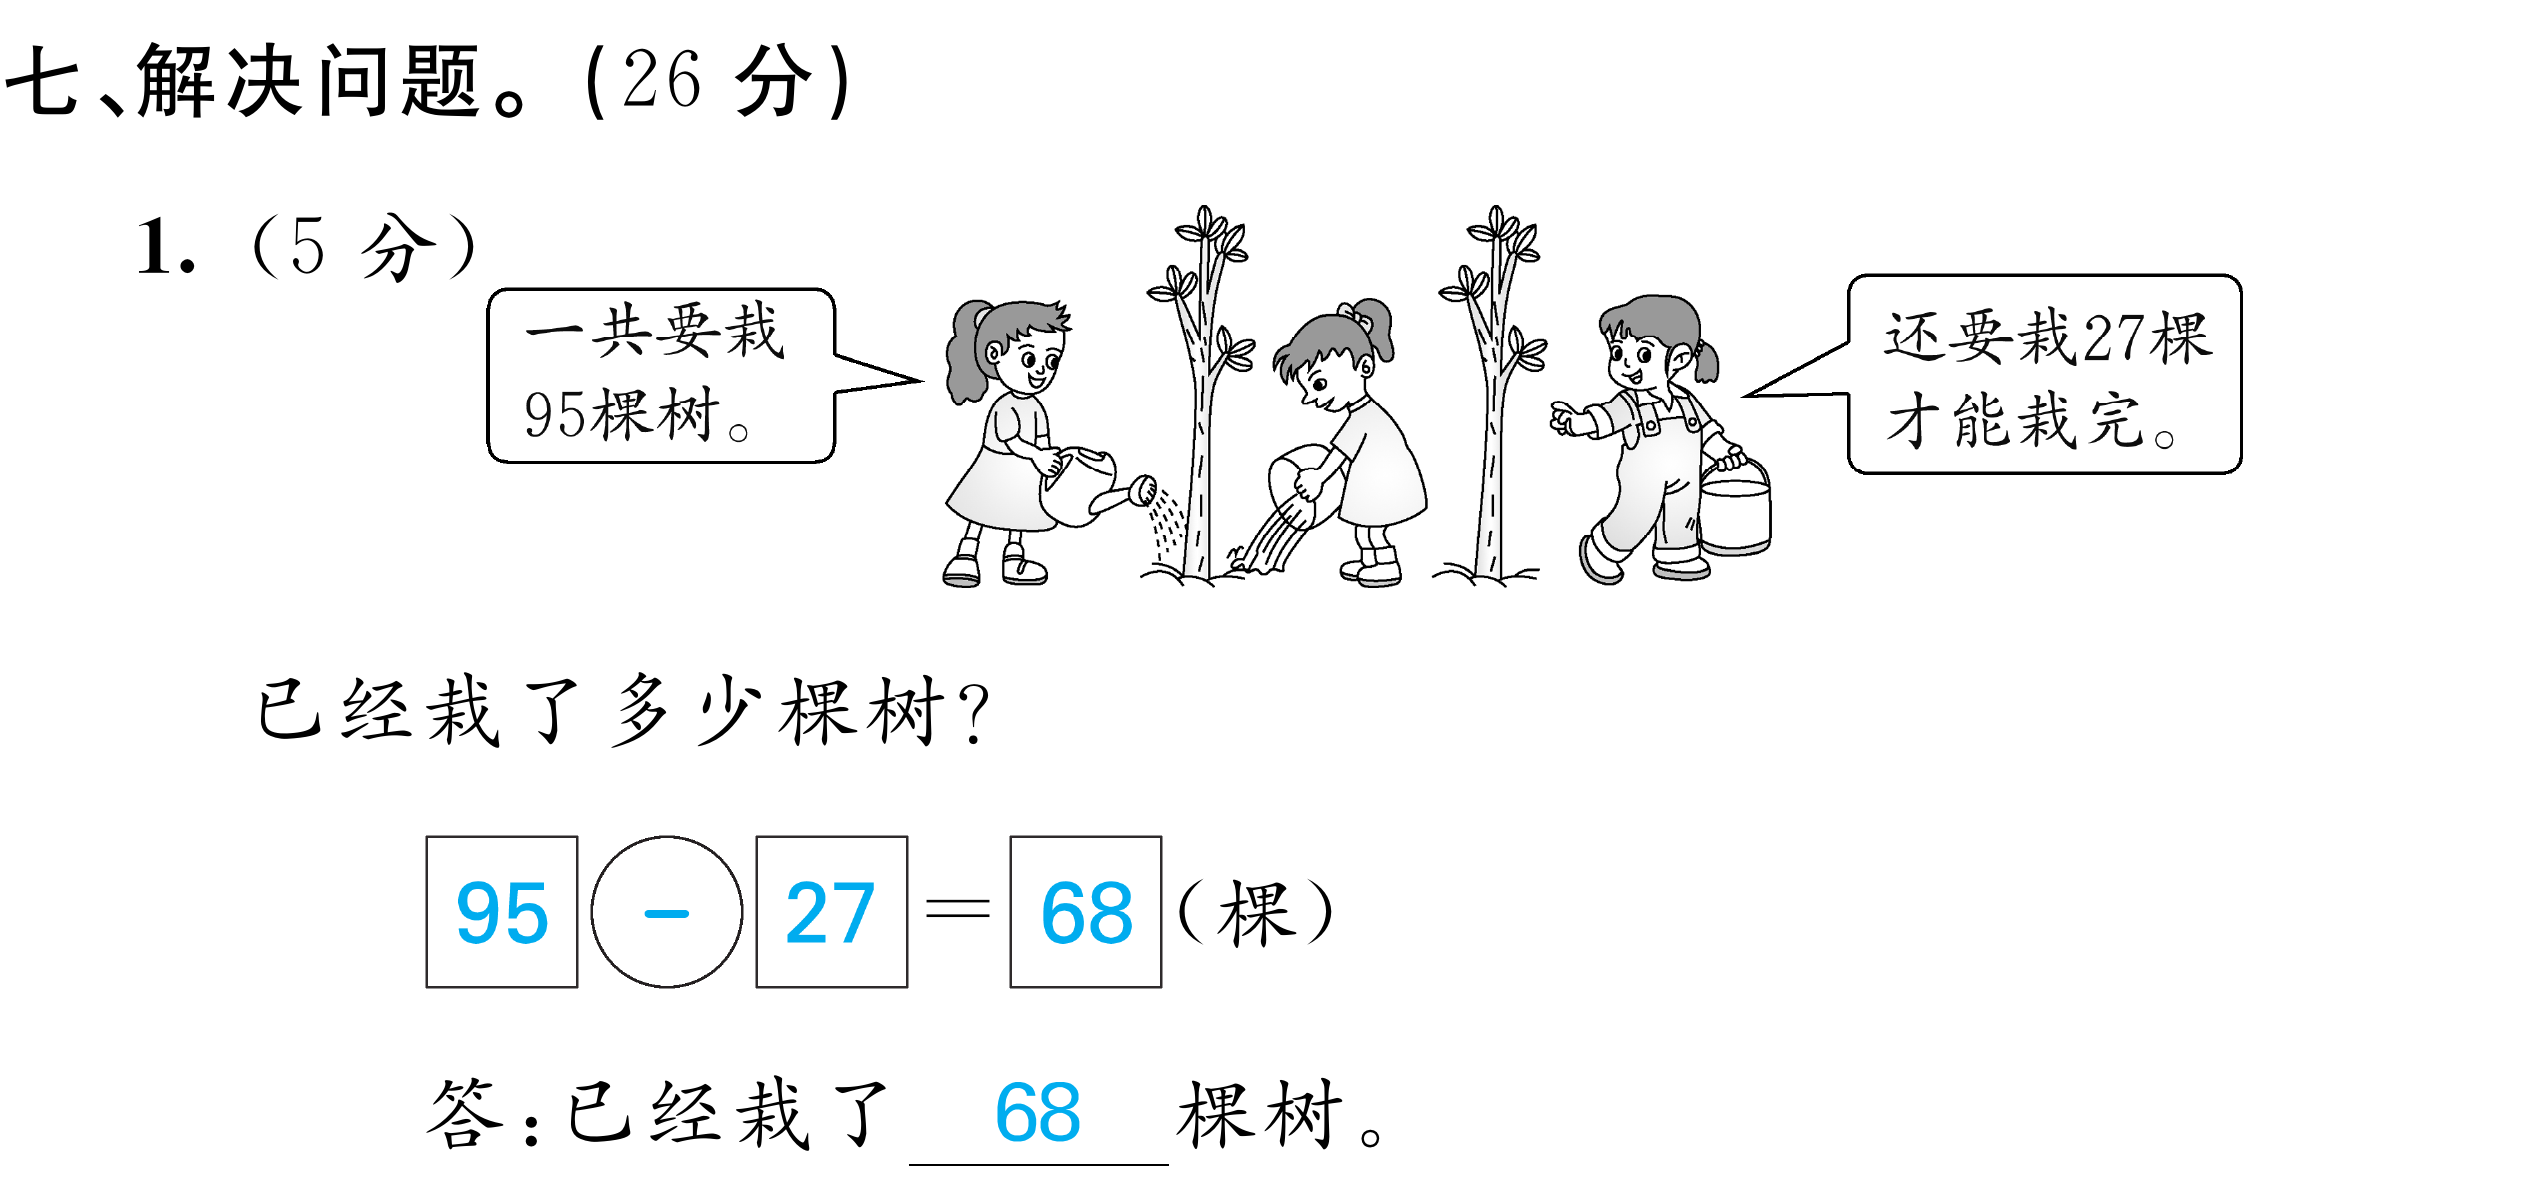 七、解决问题。(26 分)
1.（5 分）
一共要栽
95棵树。
还要栽27棵
才能栽完。
已经栽了多少棵树?
95 - 27 = 68（棵）
答:已经栽了 68 棵树。